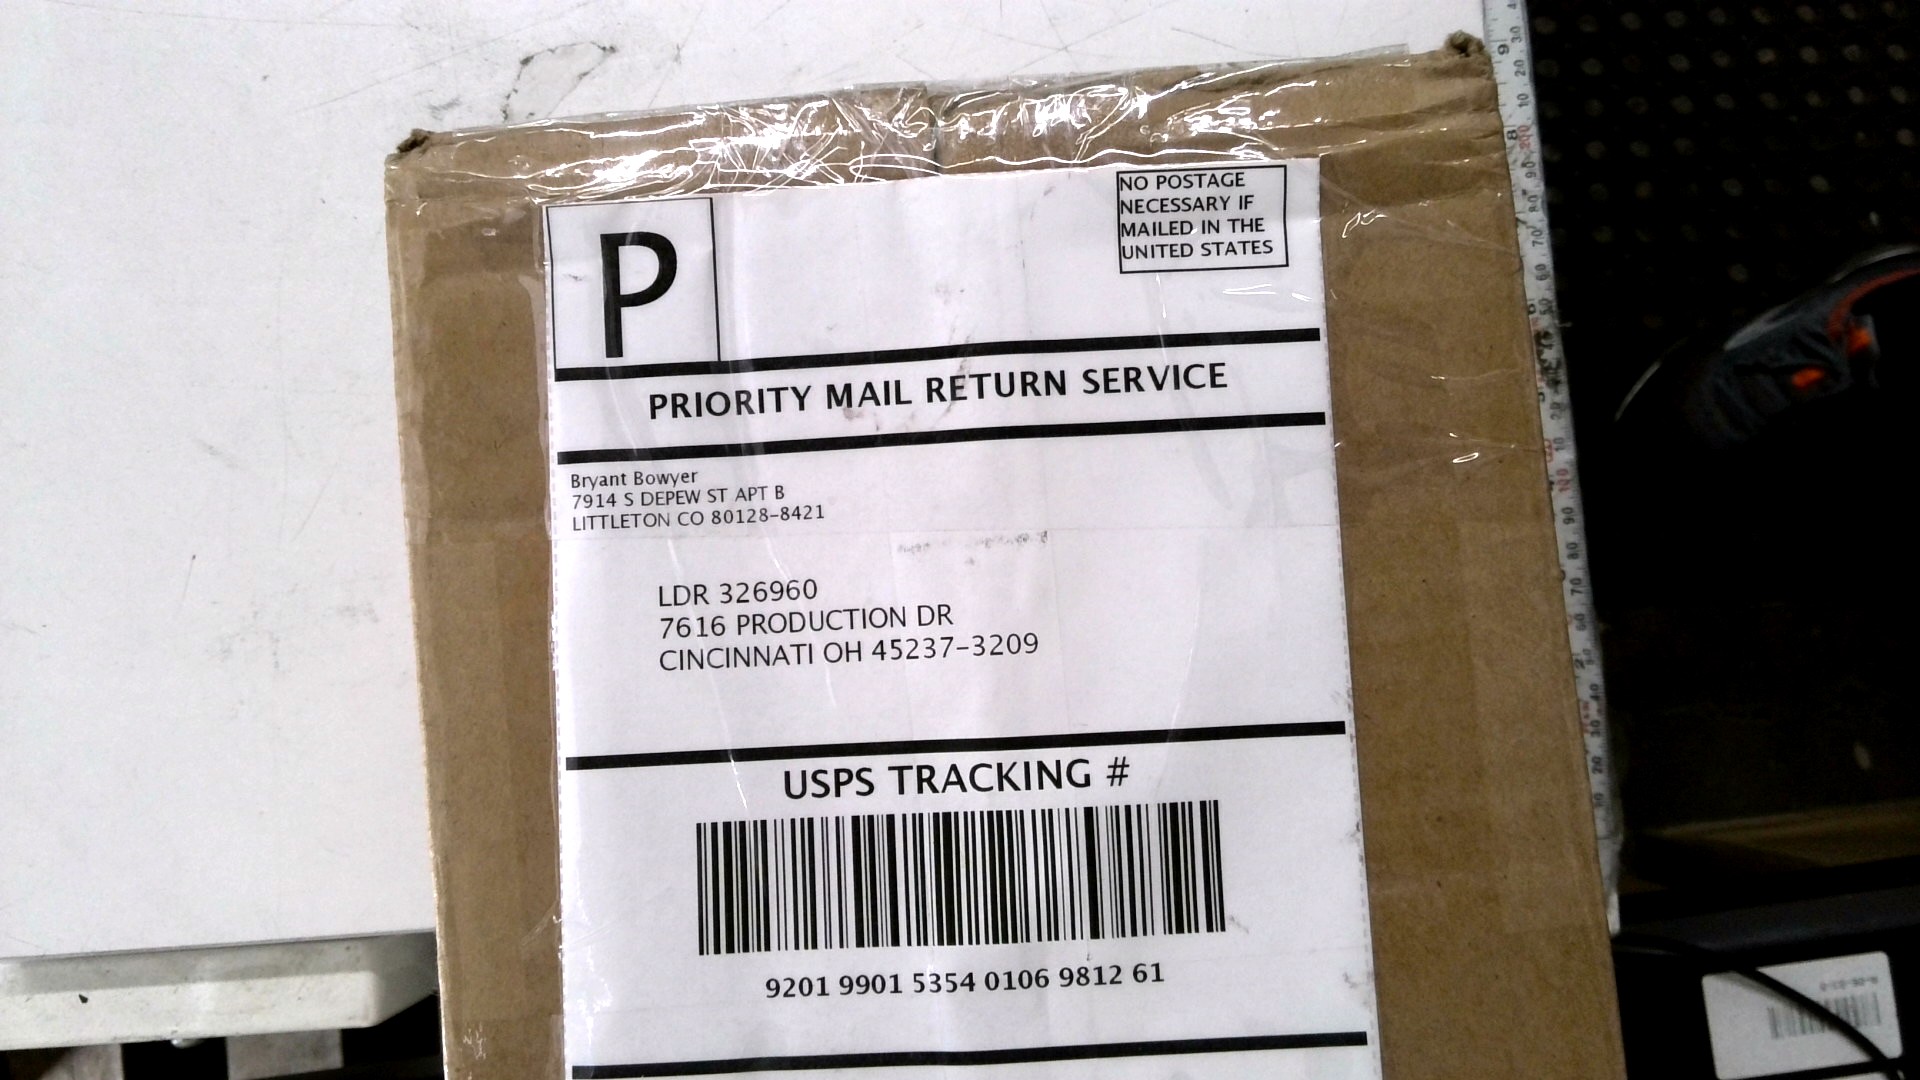 P
NO POSTAGE
NECESSARY IF
MAILED IN THE
UNITED STATES
PRIORITY MAIL RETURN SERVICE
Bryant Bowyer
7914 S DEPEW ST APT B
LITTLETON CO 80128-8421
LDR 326960
7616 PRODUCTION DR
CINCINNATI OH 45237-3209
USPS TRACKING #
9201 9901 5354 0106 9812 61